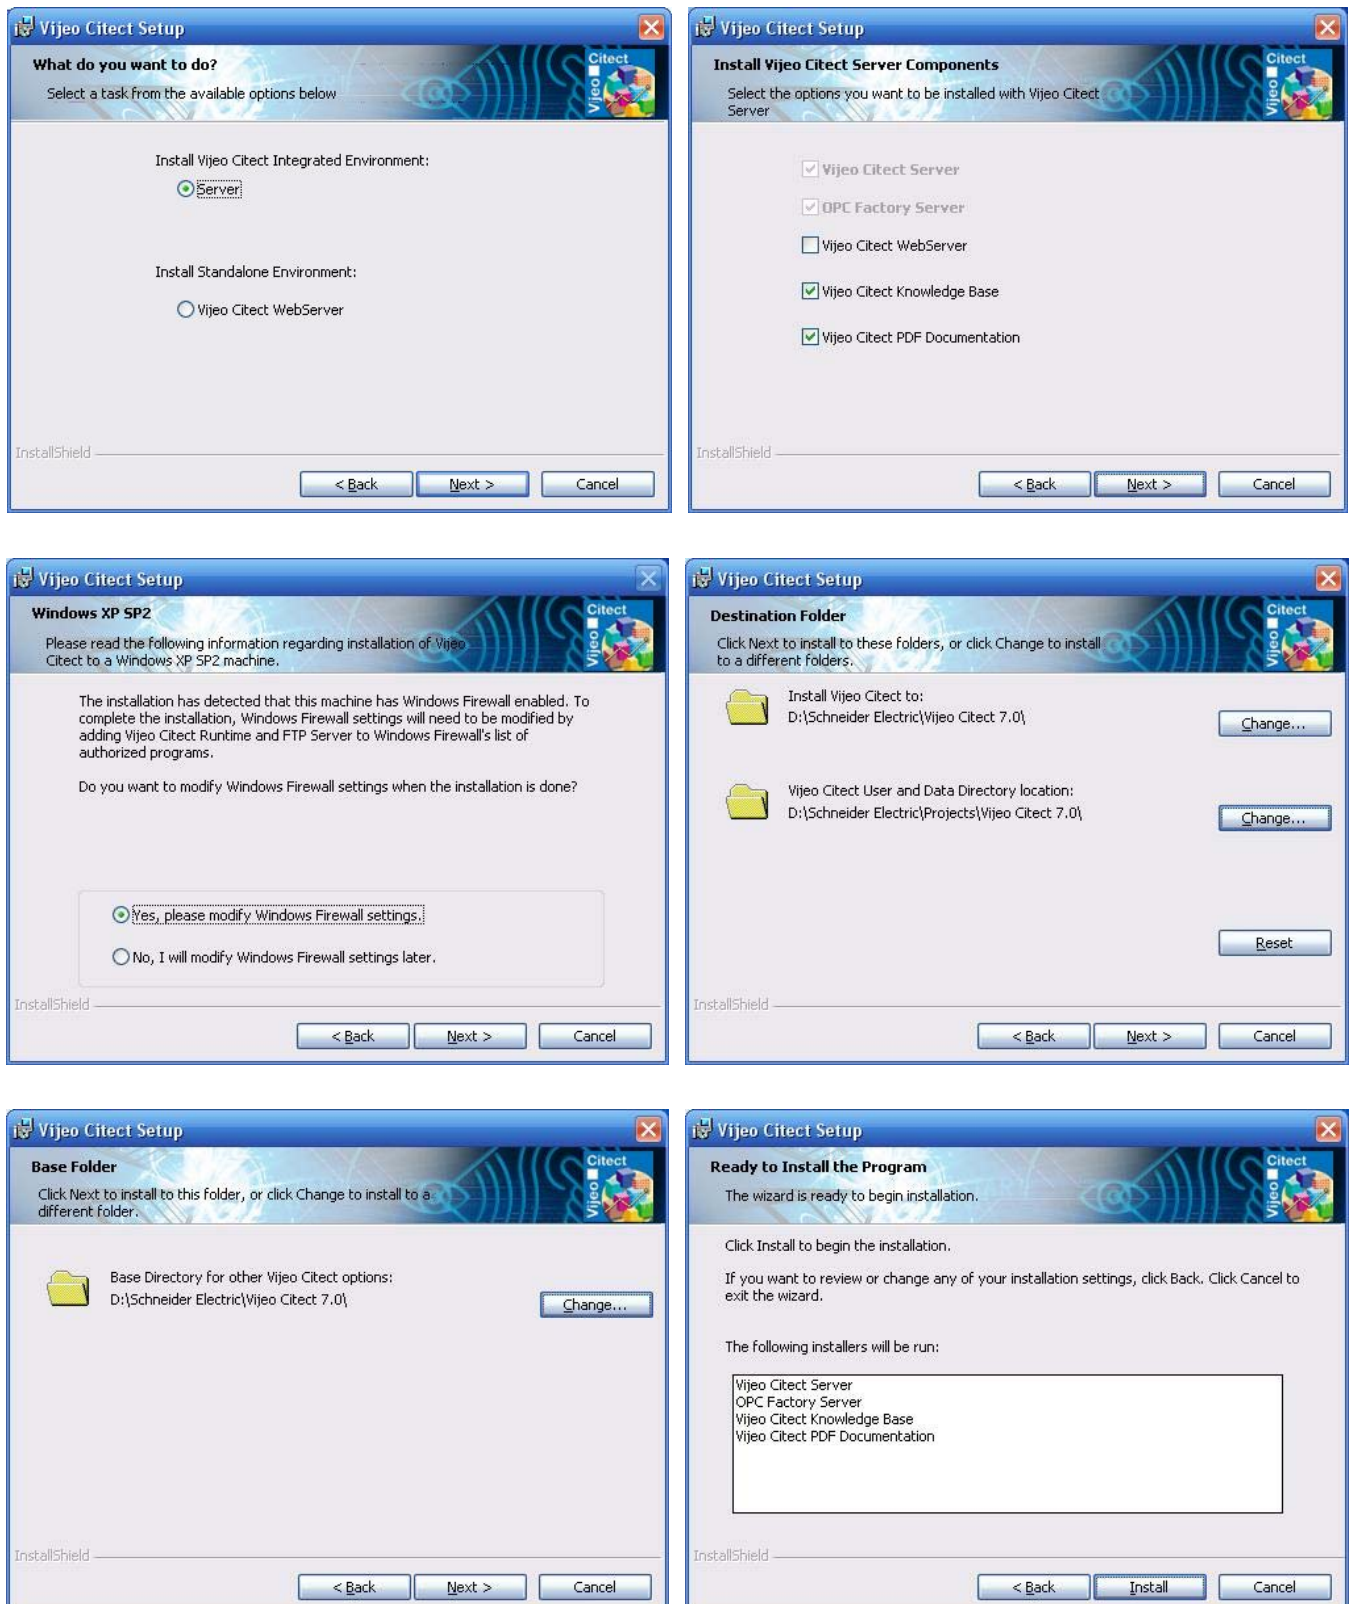 Vijeo Citect Setup
What do you want to do?
Select a task from the available options below
Vijeo Citect
Install Vijeo Citect Integrated Environment:
Server
Install Standalone Environment:
Vijeo Citect WebServer
InstallShield
< Back
Next >
Cancel
Vijeo Citect Setup
Install Vijeo Citect Server Components
Select the options you want to be installed with Vijeo Citect
Server
Vijeo Citect
Vijeo Citect Server
OPC Factory Server
Vijeo Citect WebServer
Vijeo Citect Knowledge Base
Vijeo Citect PDF Documentation
InstallShield
< Back
Next >
Cancel
Vijeo Citect Setup
Windows XP SP2
Please read the following information regarding installation of Vijeo
Citect to a Windows XP SP2 machine.
Vijeo Citect
The installation has detected that this machine has Windows Firewall enabled. To
complete the installation, Windows Firewall settings will need to be modified by
adding Vijeo Citect Runtime and FTP Server to Windows Firewall's list of
authorized programs.
Do you want to modify Windows Firewall settings when the installation is done?
Yes, please modify Windows Firewall settings.
No, I will modify Windows Firewall settings later.
InstallShield
< Back
Next >
Cancel
Vijeo Citect Setup
Destination Folder
Click Next to install to these folders, or click Change to install
to a different folders.
Vijeo Citect
Install Vijeo Citect to:
D:\Schneider Electric\Vijeo Citect 7.0\
Change...
Vijeo Citect User and Data Directory location:
D:\Schneider Electric\Projects\Vijeo Citect 7.0\
Change...
Reset
InstallShield
< Back
Next >
Cancel
Vijeo Citect Setup
Base Folder
Click Next to install to this folder, or click Change to install to a
different folder.
Vijeo Citect
Base Directory for other Vijeo Citect options:
D:\Schneider Electric\Vijeo Citect 7.0\
Change...
InstallShield
< Back
Next >
Cancel
Vijeo Citect Setup
Ready to Install the Program
The wizard is ready to begin installation.
Vijeo Citect
Click Install to begin the installation.
If you want to review or change any of your installation settings, click Back. Click Cancel to
exit the wizard.
The following installers will be run:
Vijeo Citect Server
OPC Factory Server
Vijeo Citect Knowledge Base
Vijeo Citect PDF Documentation
InstallShield
< Back
Install
Cancel